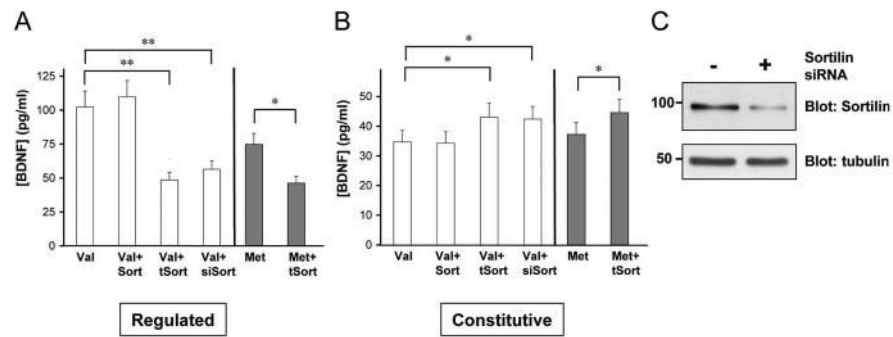 A
[BDNF] (pg/ml)
125
100
75
50
25
0
**
**
*
Val
Val+
Sort
Val+
tSort
Val+
siSort
Met
Met+
tSort
Regulated
B
[BDNF] (pg/ml)
50
40
30
20
10
0
*
*
*
Val
Val+
Sort
Val+
tSort
Val+
siSort
Met
Met+
tSort
Constitutive
C
- +
Sortilin
siRNA
100
Blot: Sortilin
50
Blot: tubulin